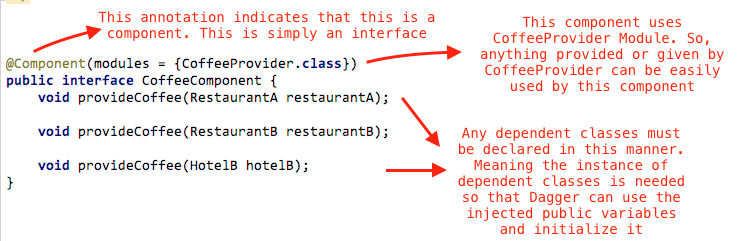 This annotation indicates that this is a
component. This is simply an interface
This component uses
CoffeeProvider Module. So,
anything provided or given by
CoffeeProvider can be easily
used by this component
@Component(modules = {CoffeeProvider.class})
public interface CoffeeComponent {
    void provideCoffee(RestaurantA restaurantA);
    void provideCoffee(RestaurantB restaurantB);
    void provideCoffee(HotelB hotelB);
}
Any dependent classes must
be declared in this manner.
Meaning the instance of
dependent classes is needed
so that Dagger can use the
injected public variables
and initialize it